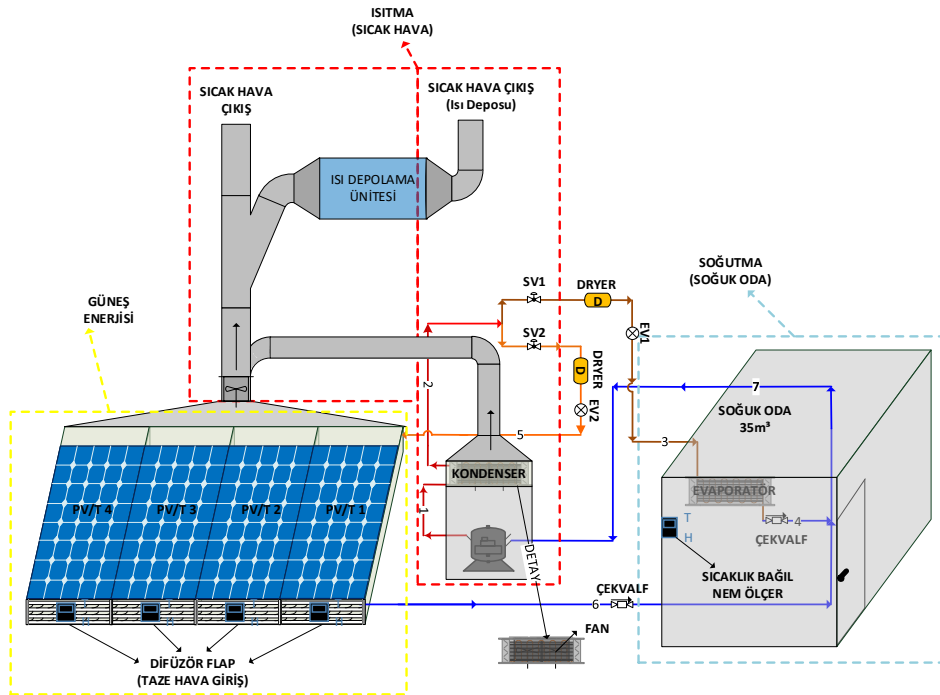 ISITMA
(SICAK HAVA)
SICAK HAVA
ÇIKIŞ
SICAK HAVA ÇIKIŞ
(Isı Deposu)
ISI DEPOLAMA
ÜNİTESİ
SOĞUTMA
(SOĞUK ODA)
GÜNEŞ
ENERJİSİ
SV1
DRYER
D
EV1
SV2
DRYER
D
EV2
2
7
SOĞUK ODA
35m³
5
3
KONDENSER
EVAPORATÖR
1
4
ÇEKVALF
T
H
PV/T 4
PV/T 3
PV/T 2
PV/T 1
DETAY
SICAKLIK BAĞIL
NEM ÖLÇER
ÇEKVALF
6
FAN
DİFÜZÖR FLAP
(TAZE HAVA GİRİŞ)